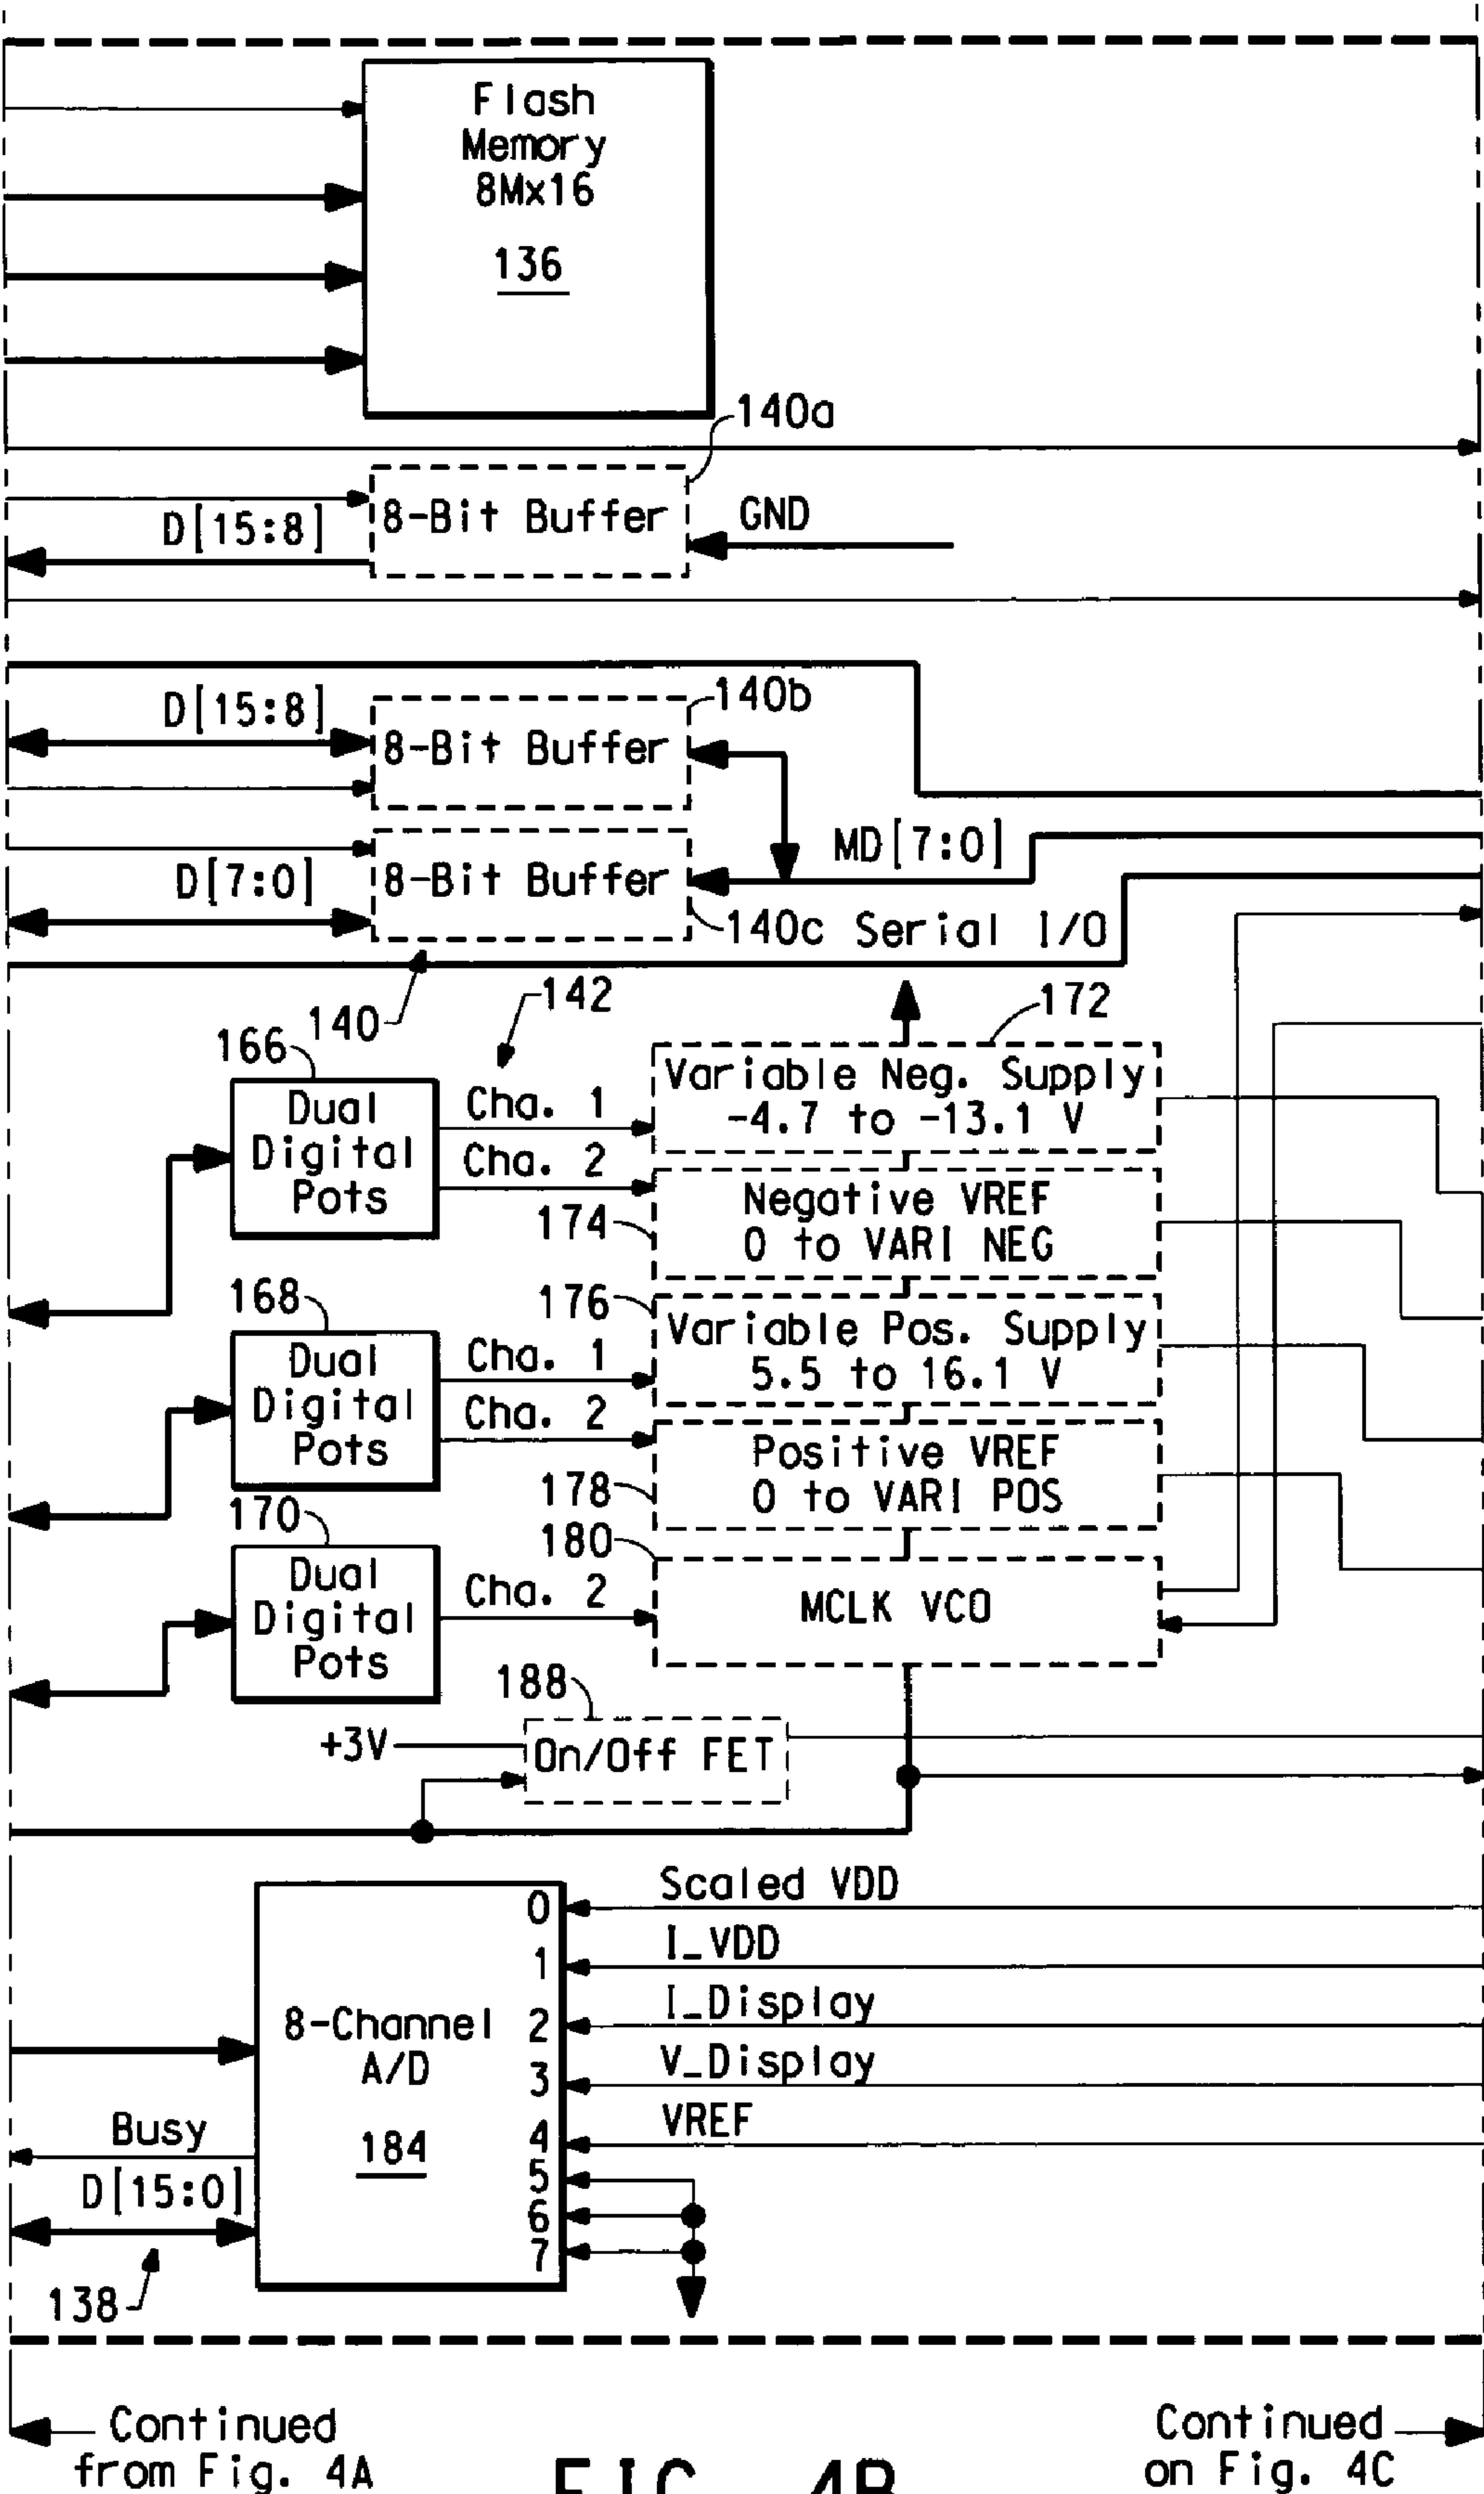 Flash
Memory
8Mx16
136
140a
8-Bit Buffer
GND
D[15:8]
140b
D[15:8]
8-Bit Buffer
MD[7:0]
D[7:0]
8-Bit Buffer
140c
Serial I/O
140
142
172
166
Dual
Digital
Pots
Cha. 1
Cha. 2
Variable Neg. Supply
-4.7 to -13.1 V
174
Negative VREF
0 to VARI NEG
168
Dual
Digital
Pots
Cha. 1
Cha. 2
176
Variable Pos. Supply
5.5 to 16.1 V
178
Positive VREF
0 to VARI POS
170
Dual
Digital
Pots
Cha. 2
180
MCLK VCO
188
+3V
On/Off FET
8-Channel
A/D
184
0
Scaled VDD
1
I_VDD
2
I_Display
3
V_Display
4
VREF
5
6
7
Busy
D[15:0]
138
Continued
from Fig. 4A
Continued
on Fig. 4C
FIG. 4B